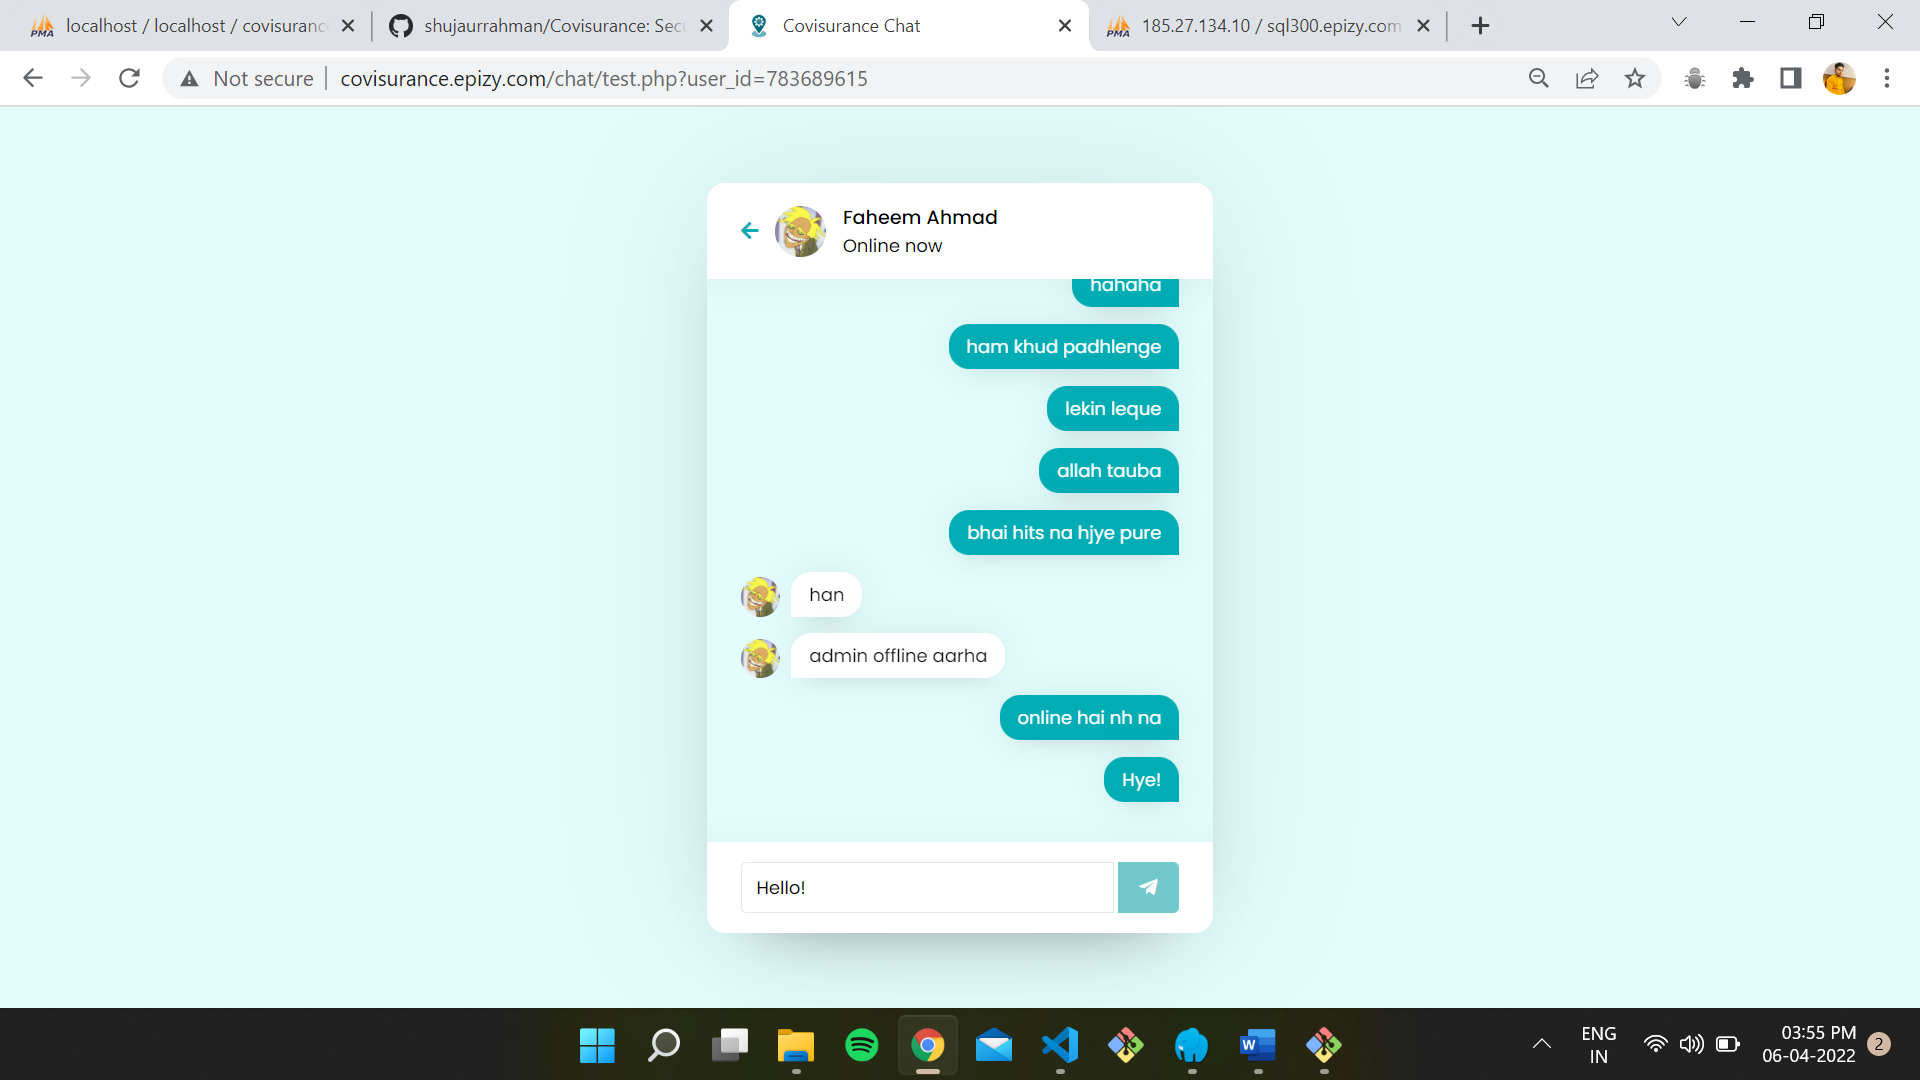 localhost / localhost / covisurance
shujaurrahman/Covisurance: Secu
Covisurance Chat
185.27.134.10 / sql300.epizy.com
Not secure
covisurance.epizy.com/chat/test.php?user_id=783689615
Faheem Ahmad
Online now
hahaha
ham khud padhlenge
lekin leque
allah tauba
bhai hits na hjye pure
han
admin offline aarha
online hai nh na
Hye!
Hello!
ENG
IN
03:55 PM
06-04-2022
2